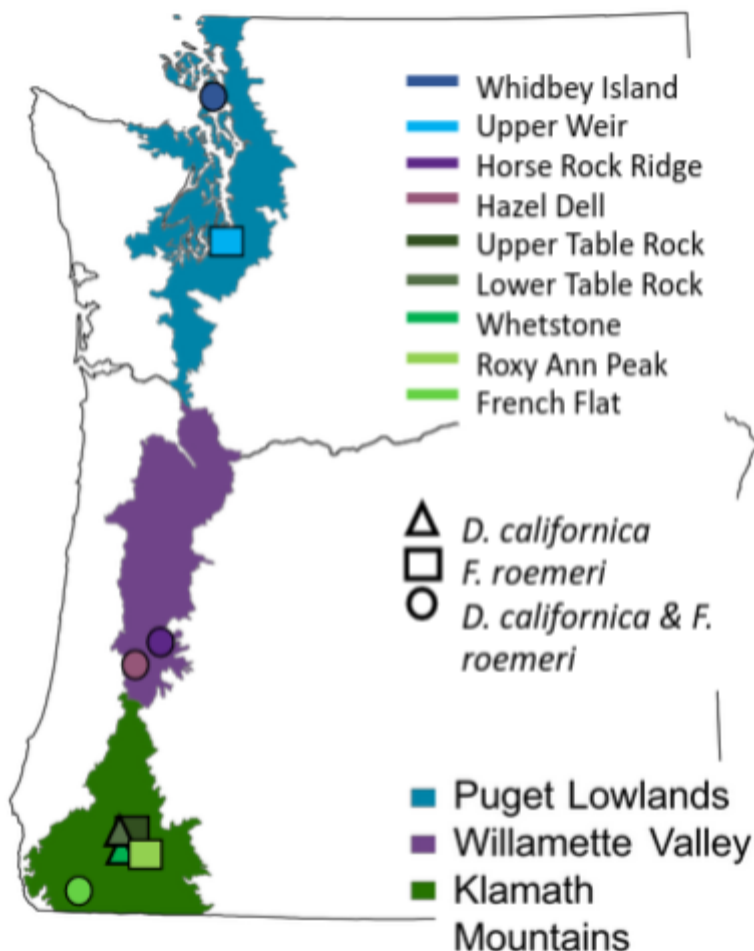 Whidbey Island
Upper Weir
Horse Rock Ridge
Hazel Dell
Upper Table Rock
Lower Table Rock
Whetstone
Roxy Ann Peak
French Flat
D. californica
F. roemeri
D. californica & F.
roemeri
Puget Lowlands
Willamette Valley
Klamath
Mountains